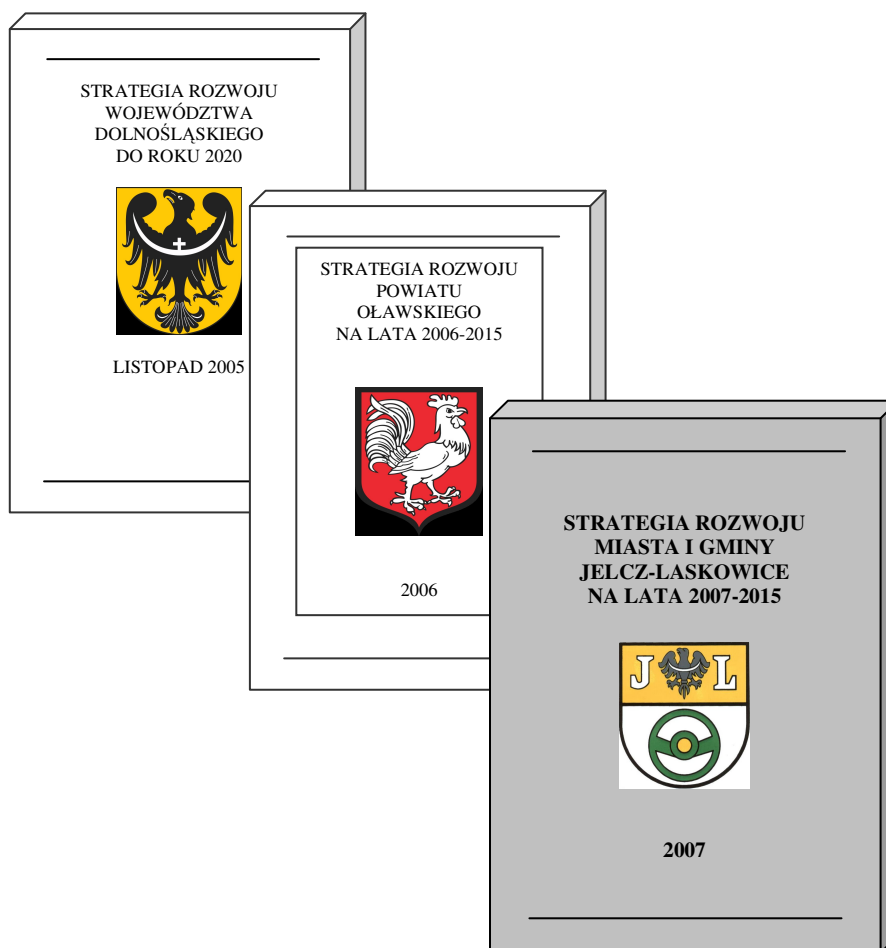 STRATEGIA ROZWOJU
WOJEWÓDZTWA
DOLNOŚLĄSKIEGO
DO ROKU 2020
LISTOPAD 2005
STRATEGIA ROZWOJU
POWIATU
OŁAWSKIEGO
NA LATA 2006-2015
2006
STRATEGIA ROZWOJU
MIASTA I GMINY
JELCZ-LASKOWICE
NA LATA 2007-2015
J L
2007